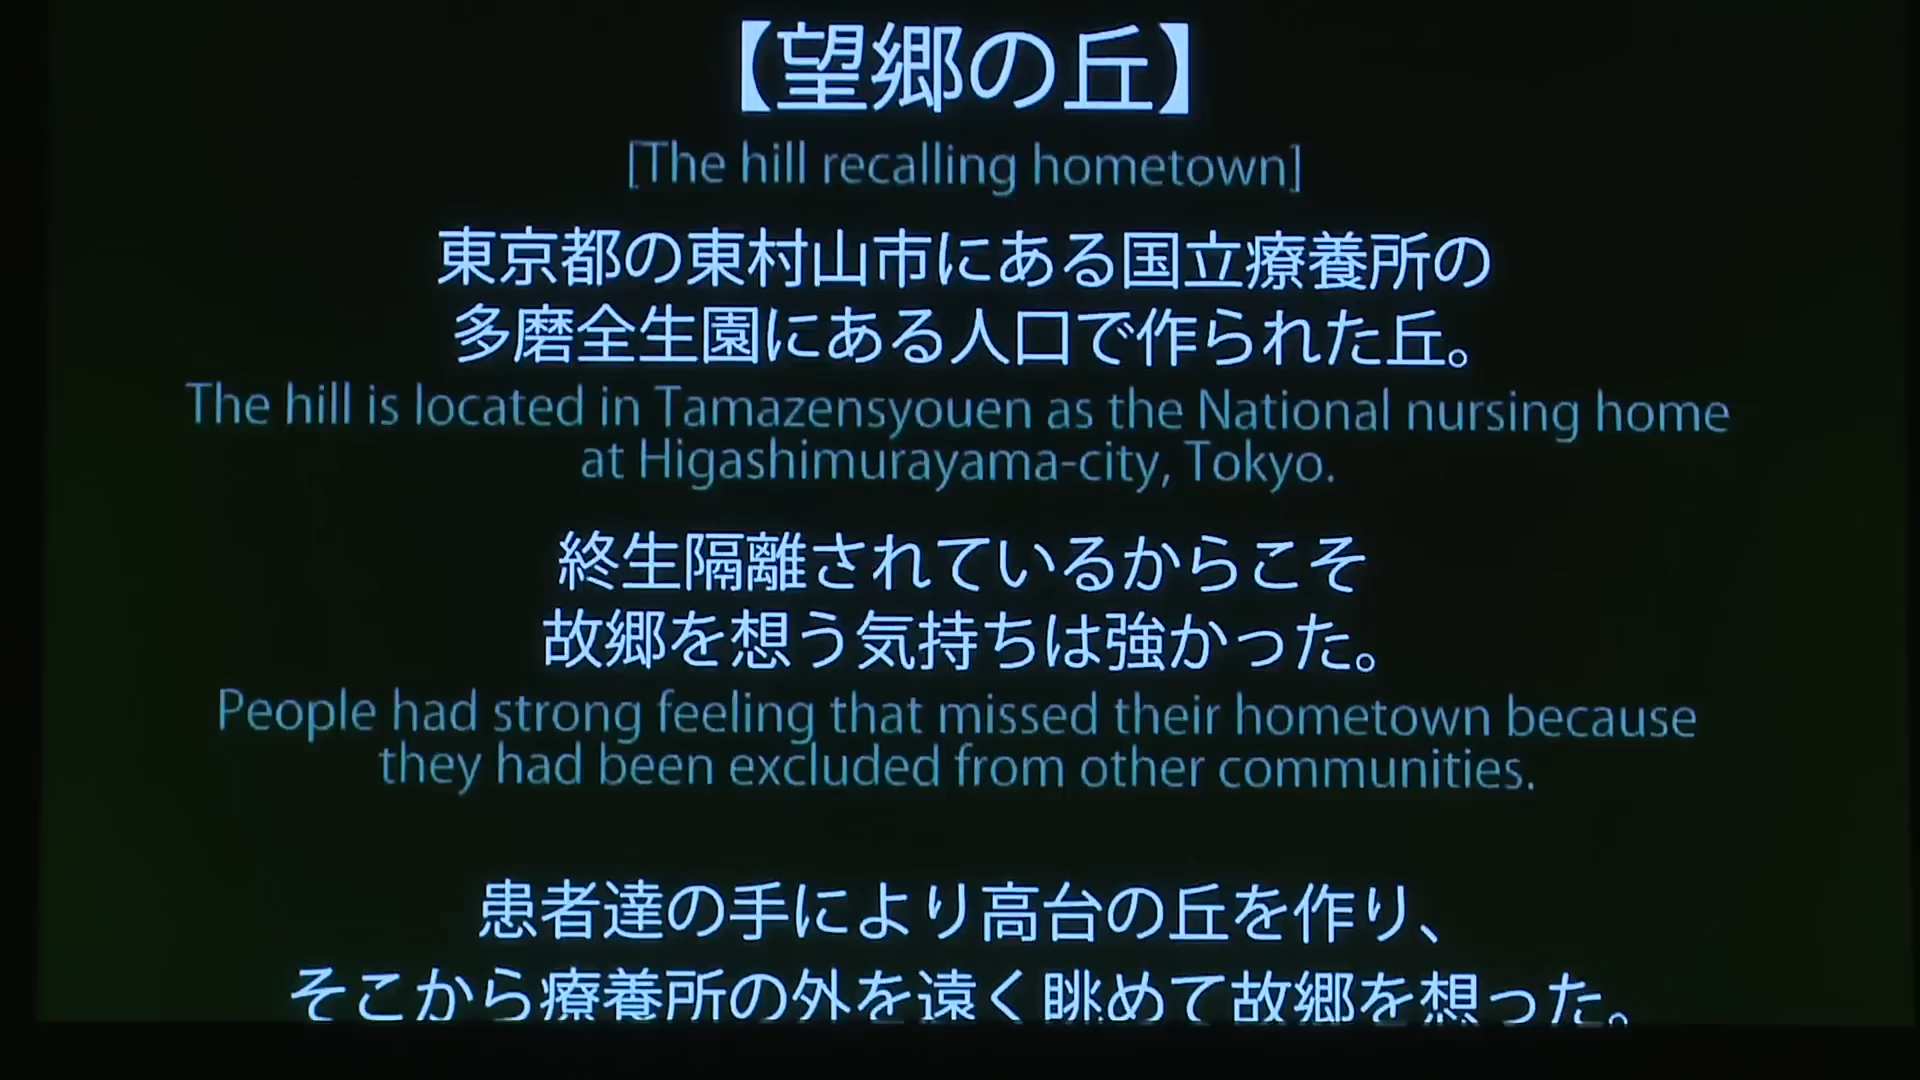 【望郷の丘】
[The hill recalling hometown]
東京都の東村山市にある国立療養所の
多磨全生園にある人口で作られた丘。
The hill is located in Tamazensyouen as the National nursing home
at Higashimurayama-city, Tokyo.
終生隔離されているからこそ
故郷を想う気持ちは強かった。
People had strong feeling that missed their hometown because
they had been excluded from other communities.
患者達の手により高台の丘を作り、
そこから療養所の外を遠く眺めて故郷を想った。